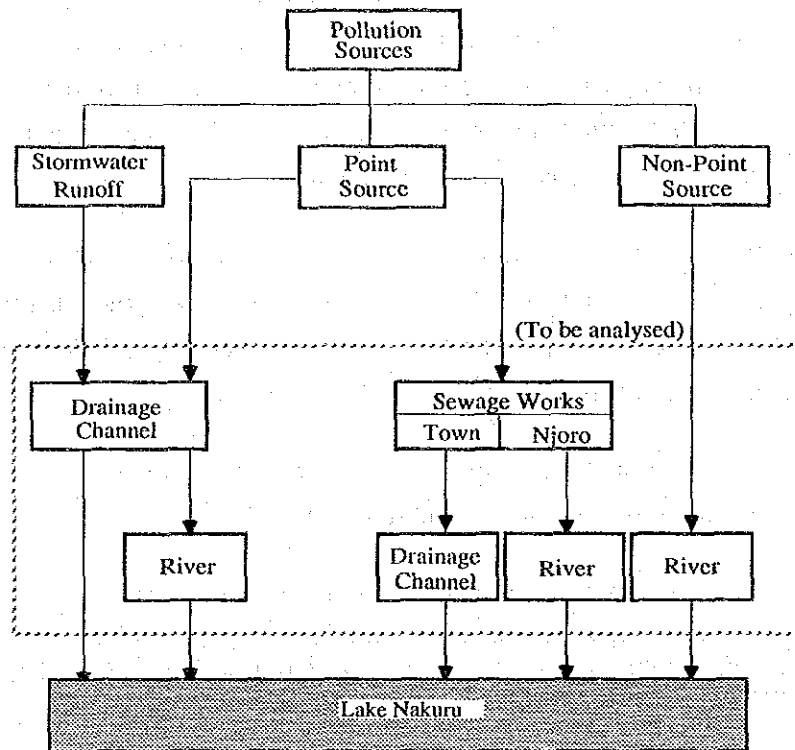 Pollution
Sources
Stormwater
Runoff
Point
Source
Non-Point
Source
(To be analysed)
Drainage
Channel
Sewage Works
Town
Njoro
River
Drainage
Channel
River
River
Lake Nakuru